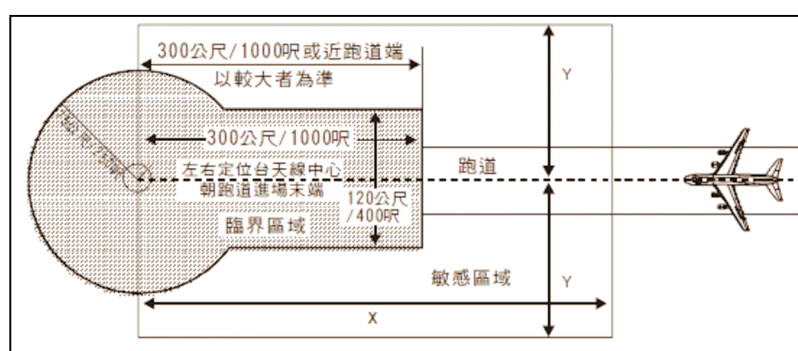 300公尺/1000呎或近跑道端
以較大者為準
Y
300公尺/1000呎
左右定位台天線中心
朝跑道進場末端
跑道
120公尺
/400呎
臨界區域
敏感區域
Y
X